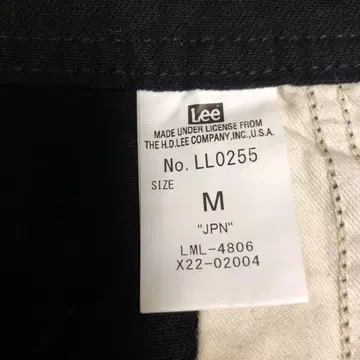 Lee
MADE UNDER LICENSE FROM
THE H.D.LEE COMPANY,INC.,U.S.A.
No. LL0255
SIZE
M
"JPN"
LML-4806
X22-02004